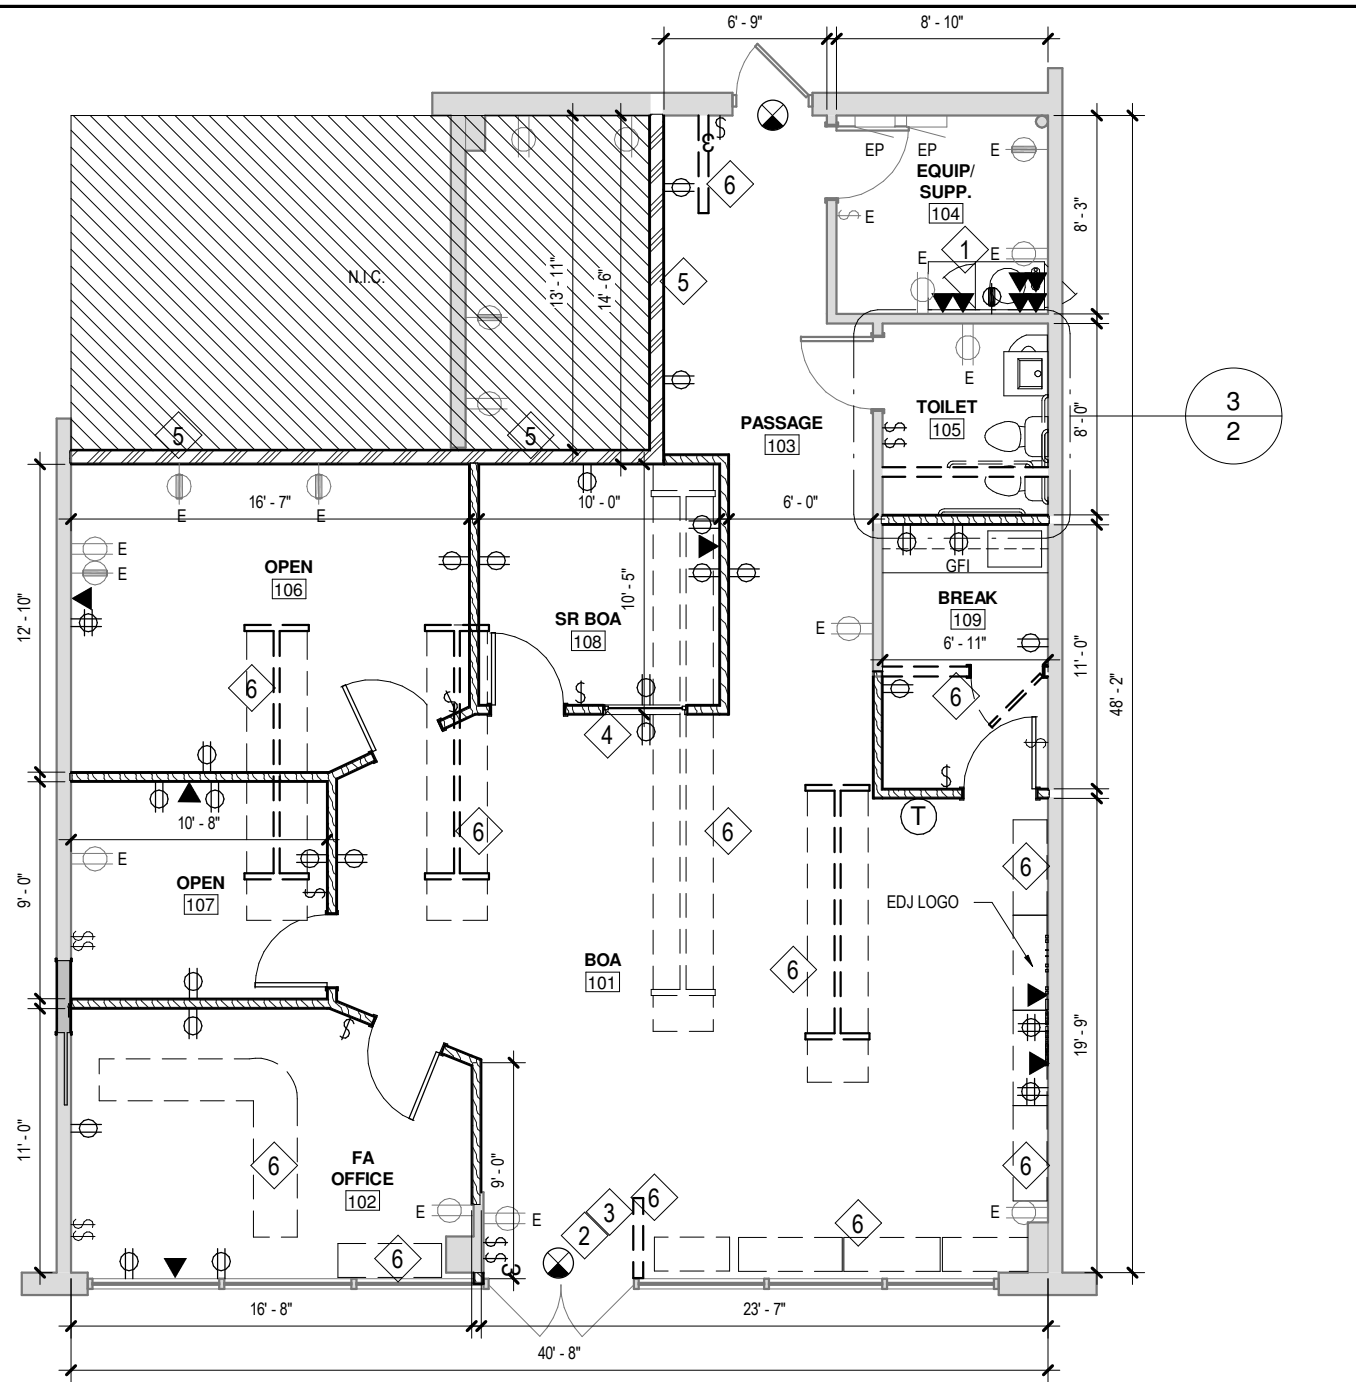 6' - 9"
8' - 10"
$
3
6
EP
EP
E
EQUIP/
SUPP.
104
$
E
8' - 3"
1
E
E
N.I.C.
13' - 11"
14' - 6"
5
E
3
2
5
5
PASSAGE
103
TOILET
105
$
$
8' - 0"
16' - 7"
10' - 0"
6' - 0"
E
E
GFI
E
E
OPEN
106
12' - 10"
10' - 5"
SR BOA
108
E
BREAK
109
6' - 11"
11' - 0"
48' - 2"
6
$
$
6
4
$
$
T
10' - 8"
6
6
E
OPEN
107
$
9' - 0"
6
EDJ LOGO
$
$
BOA
101
6
$
19' - 9"
11' - 0"
6
FA
OFFICE
102
9' - 0"
6
$
$
E
E
3
2
6
6
E
6
$
$
3
16' - 8"
23' - 7"
40' - 8"